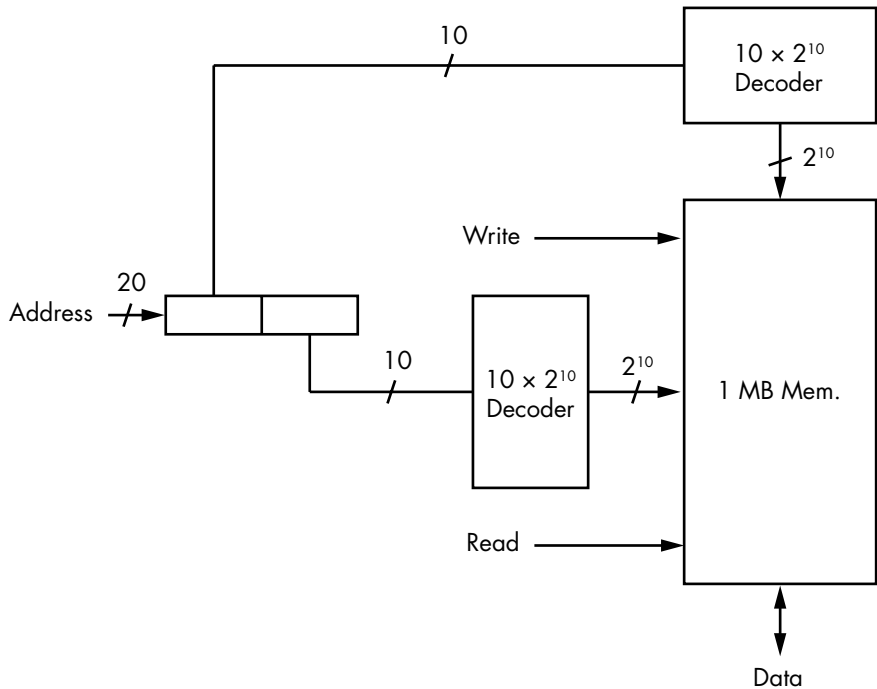 10
10 × 2¹⁰
Decoder
2¹⁰
Write
20
Address
10
10 × 2¹⁰
Decoder
2¹⁰
1 MB Mem.
Read
Data